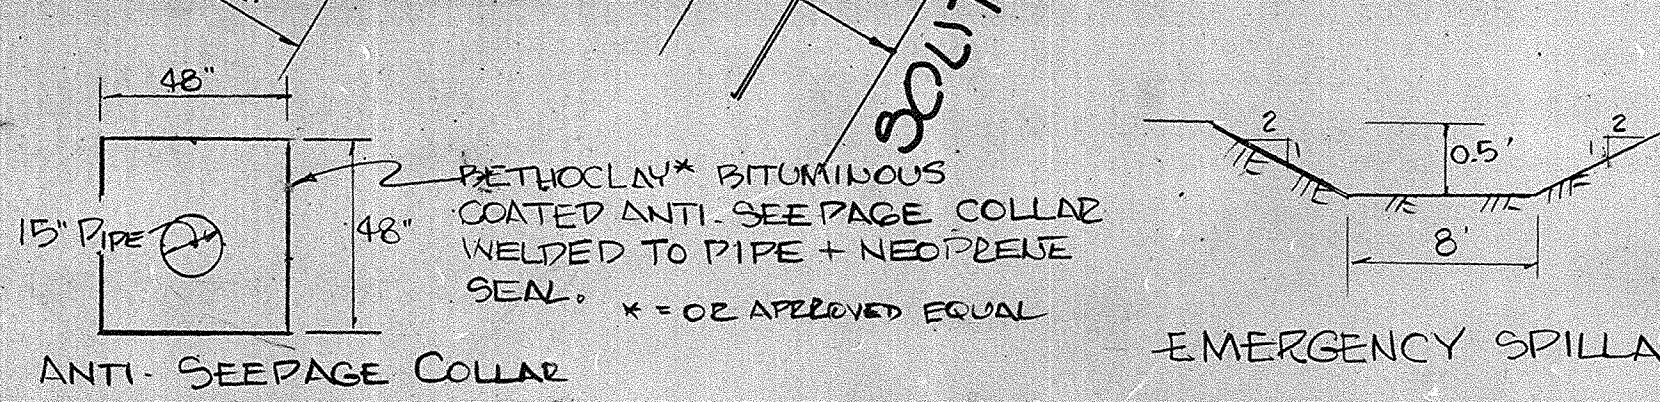 48"
15" PIPE
48"
BETHOCLAY* BITUMINOUS
COATED ANTI-SEEPAGE COLLAR
WELDED TO PIPE + NEOPRENE
SEAL.
* = OR APPROVED EQUAL
ANTI-SEEPAGE COLLAR
SOLIT
2
1
0.5'
2
1
8'
EMERGENCY SPILLA